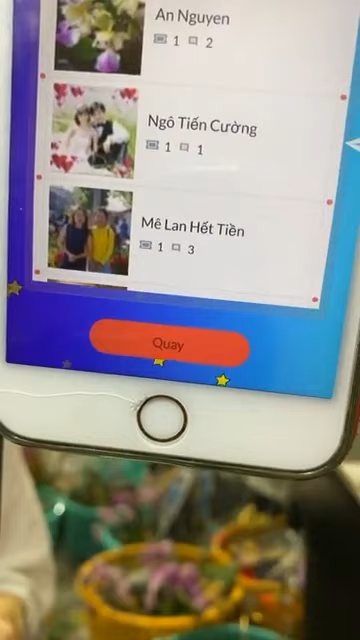 An Nguyen
1 2
Ngô Tiến Cường
1 1
Mê Lan Hết Tiền
1 3
Quay